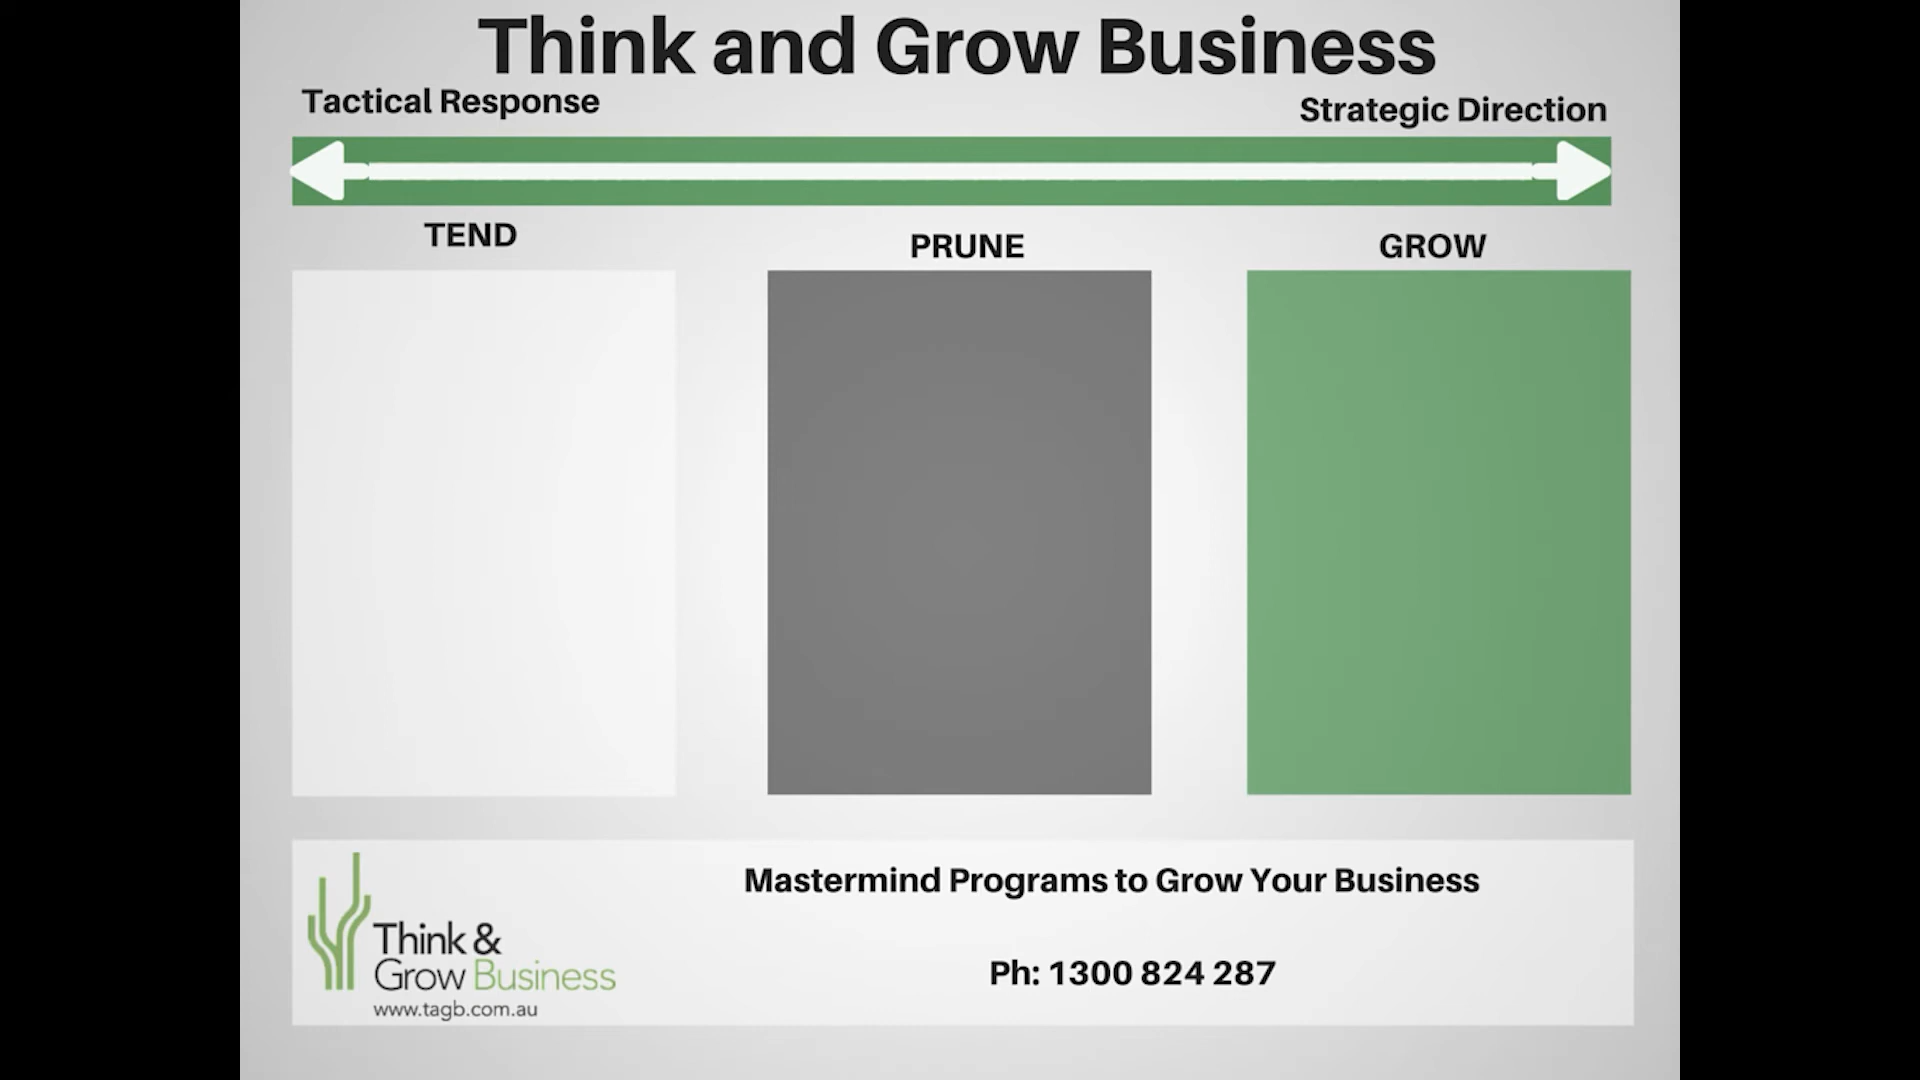 Think and Grow Business
Tactical Response
Strategic Direction
TEND
PRUNE
GROW
Mastermind Programs to Grow Your Business
Think &
Grow Business
www.tagb.com.au
Ph: 1300 824 287